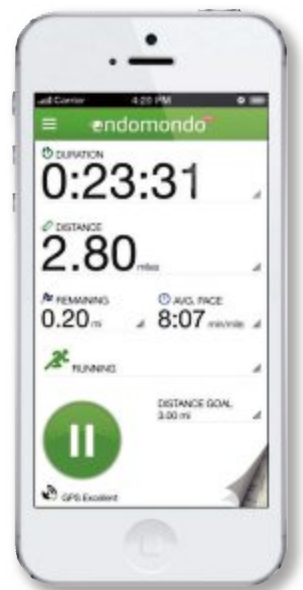 Carrier 4:20 PM
endomondo
DURATION
0:23:31
DISTANCE
2.80 miles
REMAINING AVG. PACE
0.20 mi 8:07 min/mile
RUNNING
DISTANCE GOAL
3.00 mi
GPS Excellent